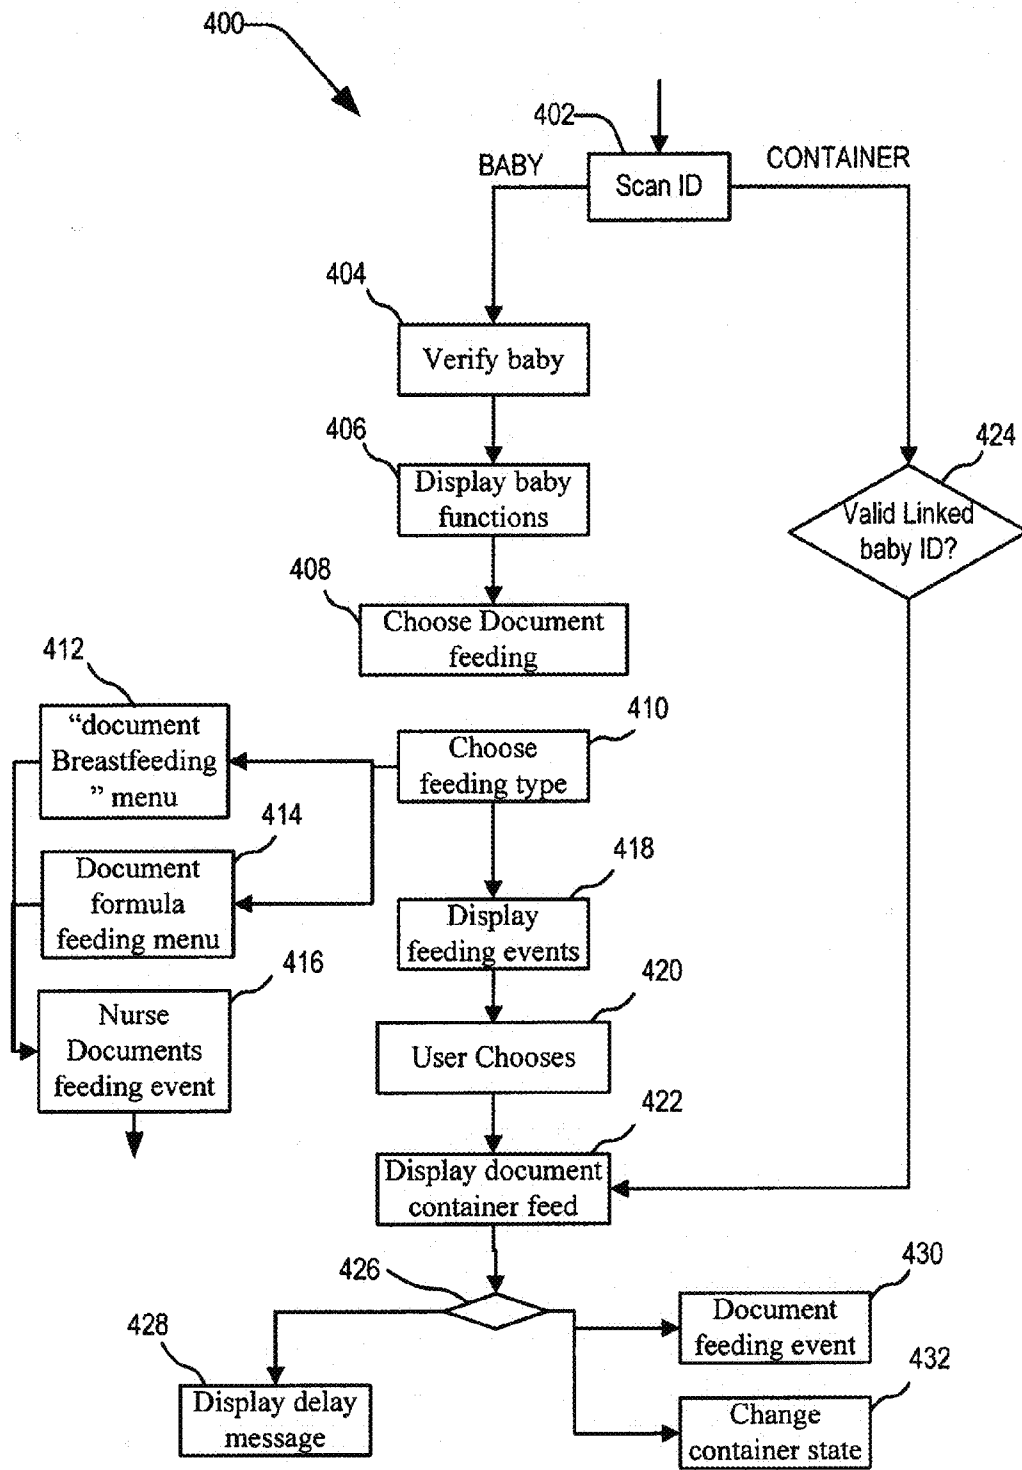 400
402
BABY
Scan ID
CONTAINER
404
Verify baby
406
Display baby
functions
424
Valid Linked
baby ID?
408
Choose Document
feeding
412
“document
Breastfeeding
” menu
410
Choose
feeding type
414
Document
formula
feeding menu
418
Display
feeding events
416
Nurse
Documents
feeding event
420
User Chooses
422
Display document
container feed
426
428
Display delay
message
430
Document
feeding event
432
Change
container state